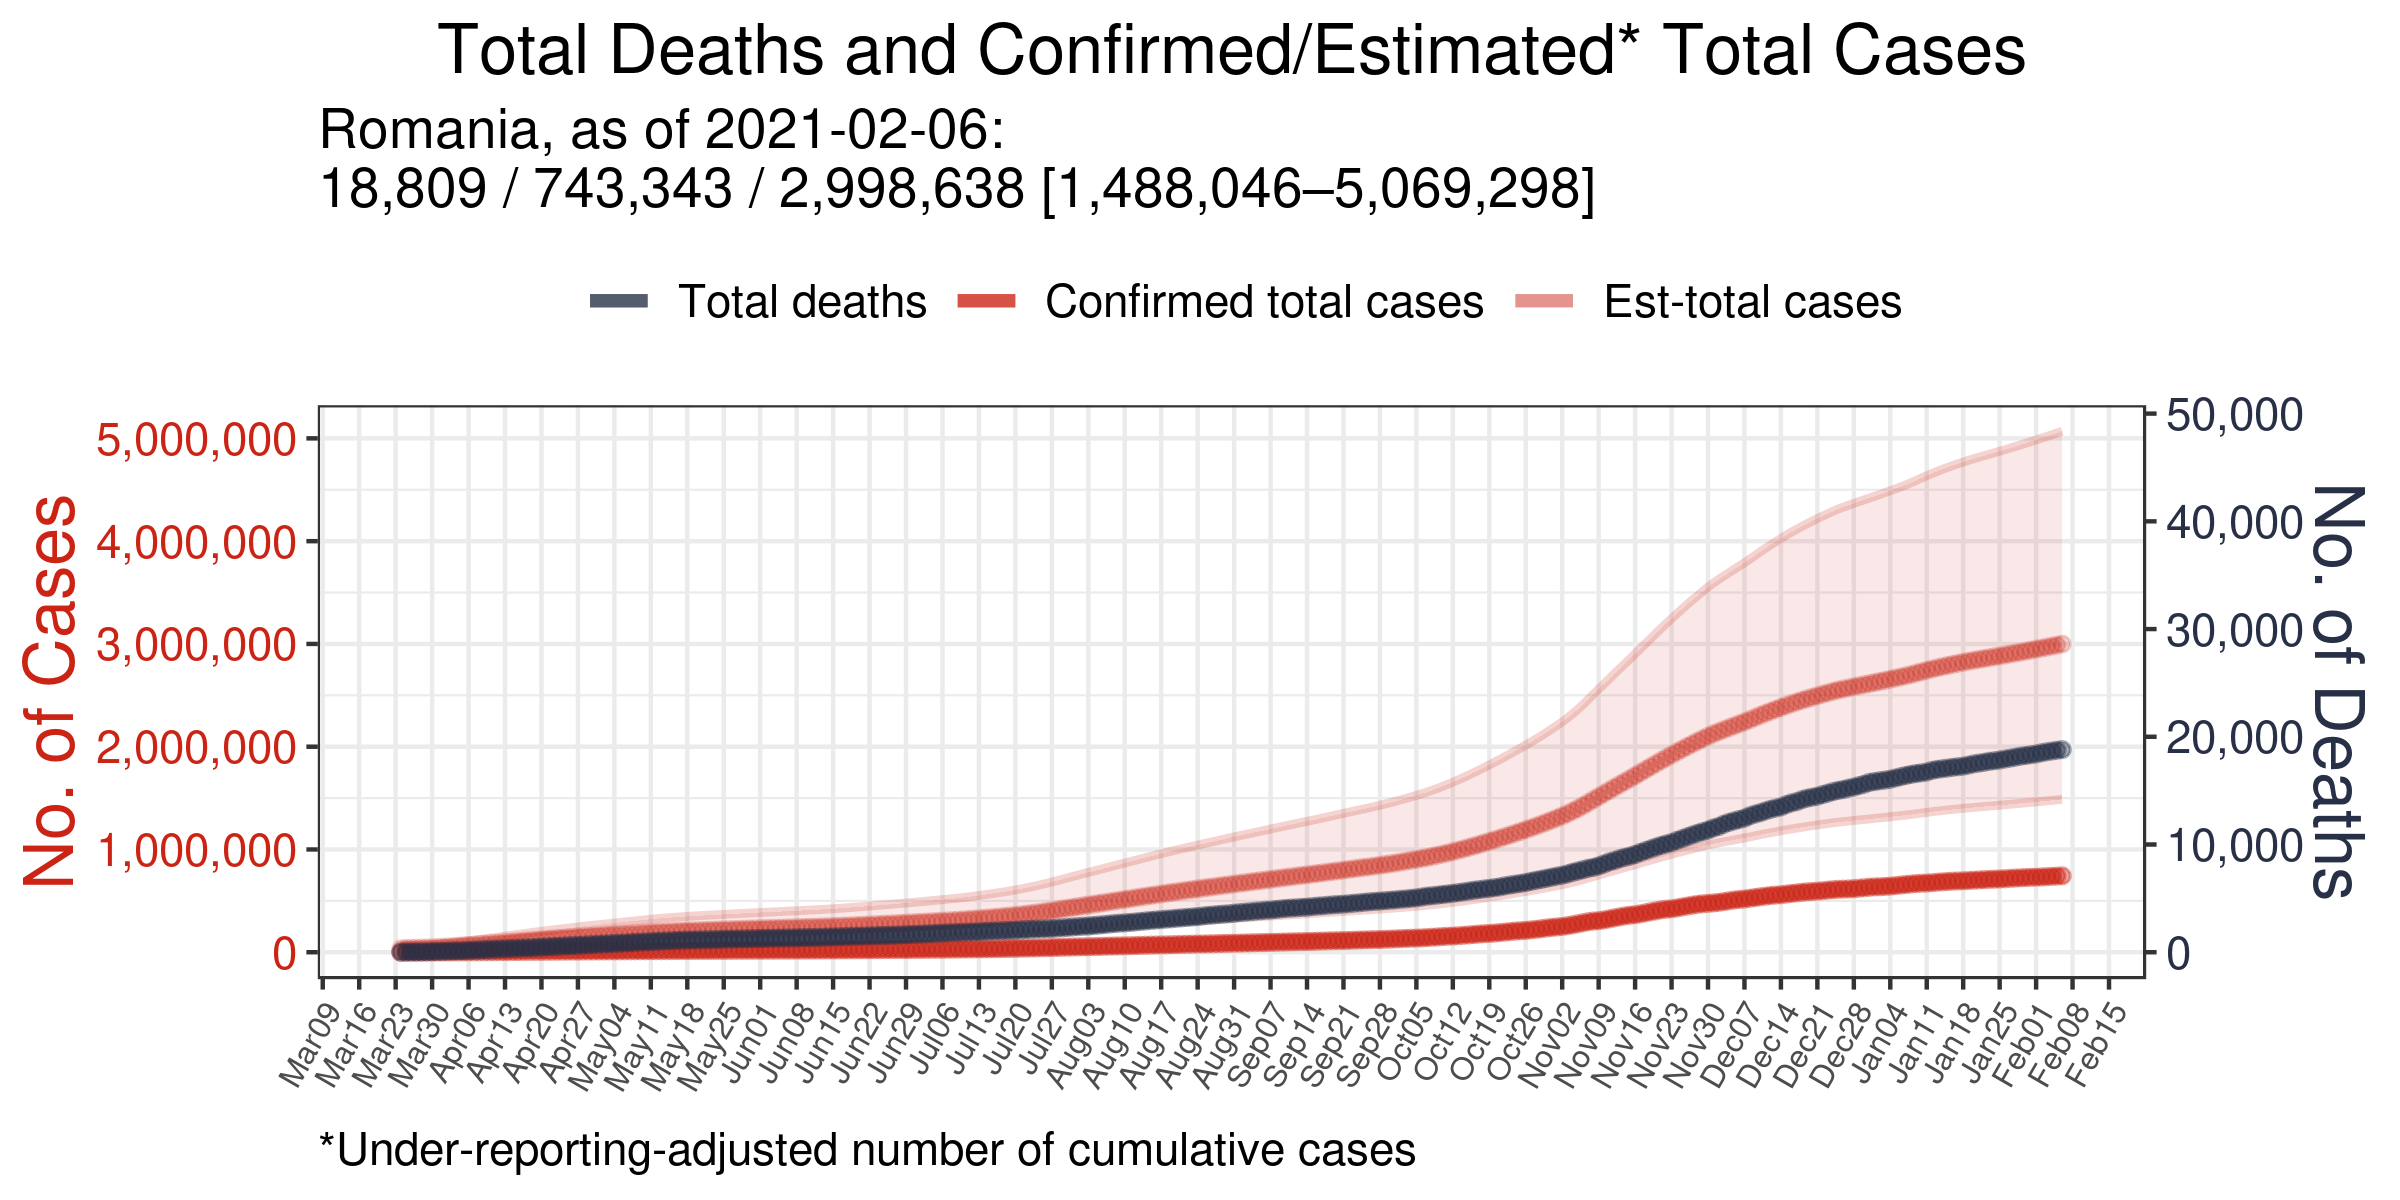 Total Deaths and Confirmed/Estimated* Total Cases
Romania, as of 2021-02-06:
18,809 / 743,343 / 2,998,638 [1,488,046–5,069,298]
Total deaths
Confirmed total cases
Est-total cases
No. of Cases
5,000,000
4,000,000
3,000,000
2,000,000
1,000,000
0
50,000
40,000
30,000
20,000
10,000
0
No. of Deaths
Mar09
Mar16
Mar23
Mar30
Apr06
Apr13
Apr20
Apr27
May04
May11
May18
May25
Jun01
Jun08
Jun15
Jun22
Jun29
Jul06
Jul13
Jul20
Jul27
Aug03
Aug10
Aug17
Aug24
Aug31
Sep07
Sep14
Sep21
Sep28
Oct05
Oct12
Oct19
Oct26
Nov02
Nov09
Nov16
Nov23
Nov30
Dec07
Dec14
Dec21
Dec28
Jan04
Jan11
Jan18
Jan25
Feb01
Feb08
Feb15
*Under-reporting-adjusted number of cumulative cases